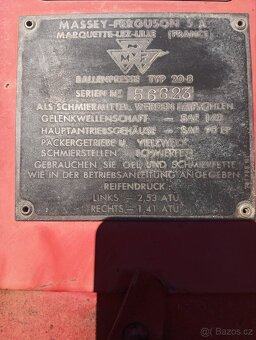 MASSEY-FERGUSON S.A.
MARQUETTE-LEZ-LILLE (FRANCE)
MF
BALLENPRESSE TYP 20-8
SERIEN No 56623
ALS SCHMIERMITTEL WERDEN EMPFOHLEN
GELENKWELLENSCHAFT — SAE 140
HAUPTANTRIEBSGEHÄUSE — SAE 90 EP
PACKERGETRIEBE U. VIELZWECK
SCHMIERSTELLEN — SCHMIERFETT
GEBRAUCHEN SIE OEL UND SCHMIERFETTE
WIE IN DER BETRIEBSANLEITUNG ANGEGEBEN
REIFENDRUCK:
LINKS — 2,53 ATU
RECHTS — 1,41 ATU
bazos.cz